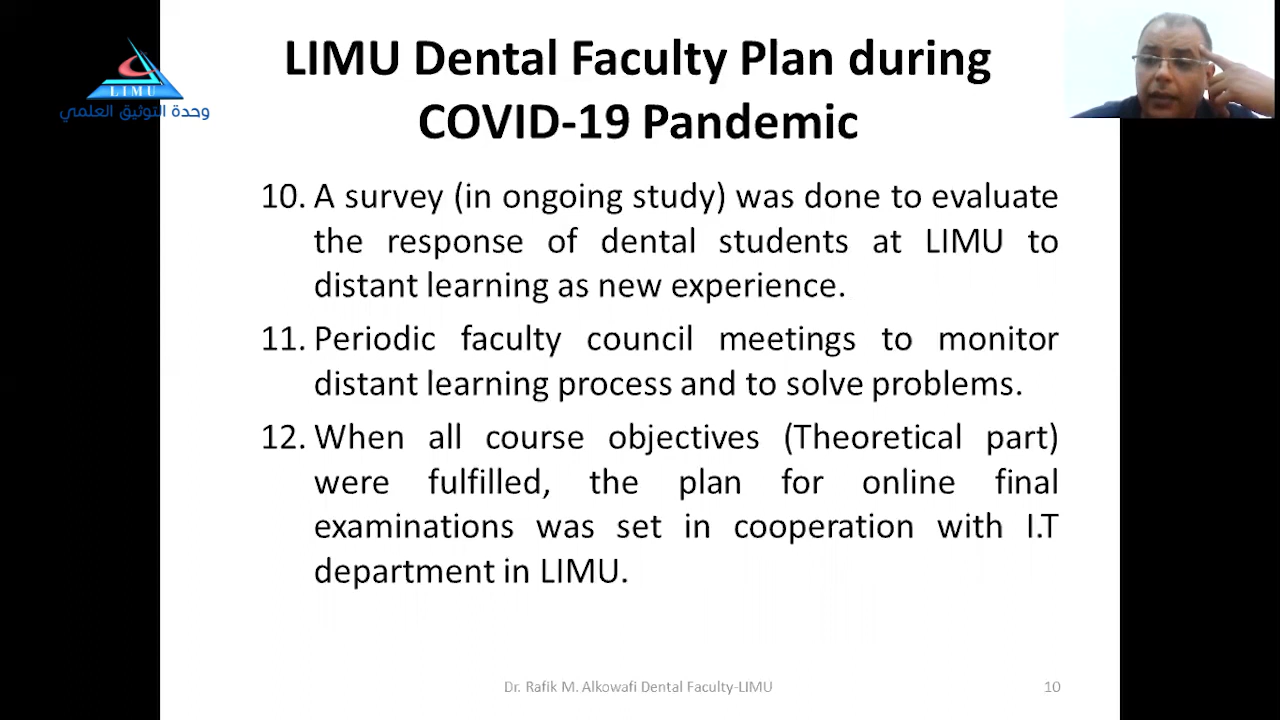 LIMU Dental Faculty Plan during
COVID-19 Pandemic
LIMU
وحدة التوثيق العلمي
10. A survey (in ongoing study) was done to evaluate
the response of dental students at LIMU to
distant learning as new experience.
11. Periodic faculty council meetings to monitor
distant learning process and to solve problems.
12. When all course objectives (Theoretical part)
were fulfilled, the plan for online final
examinations was set in cooperation with I.T
department in LIMU.
Dr. Rafik M. Alkowafi Dental Faculty-LIMU
10